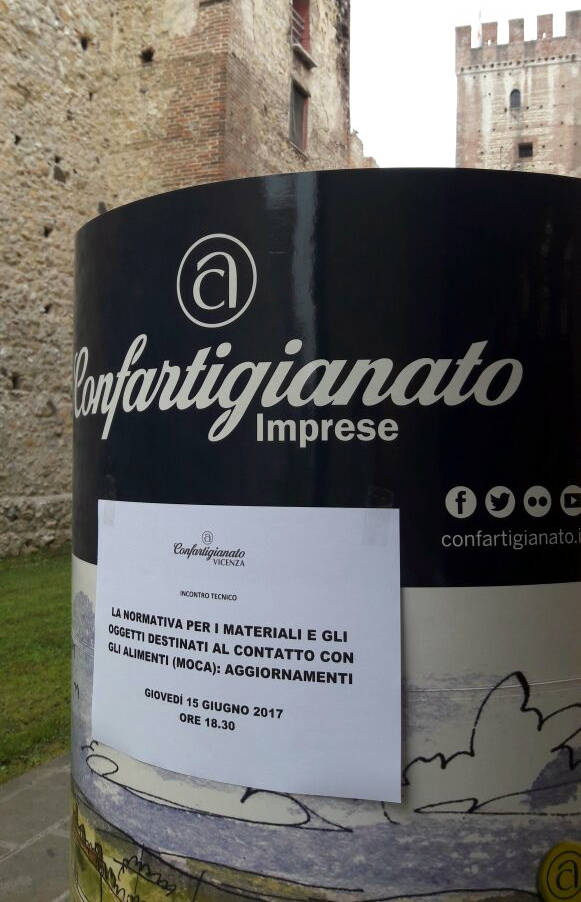 a
Confartigianato
Imprese
confartigianato.i
a
Confartigianato
VICENZA
INCONTRO TECNICO
LA NORMATIVA PER I MATERIALI E GLI
OGGETTI DESTINATI AL CONTATTO CON
GLI ALIMENTI (MOCA): AGGIORNAMENTI
GIOVEDÍ 15 GIUGNO 2017
ORE 18.30
a